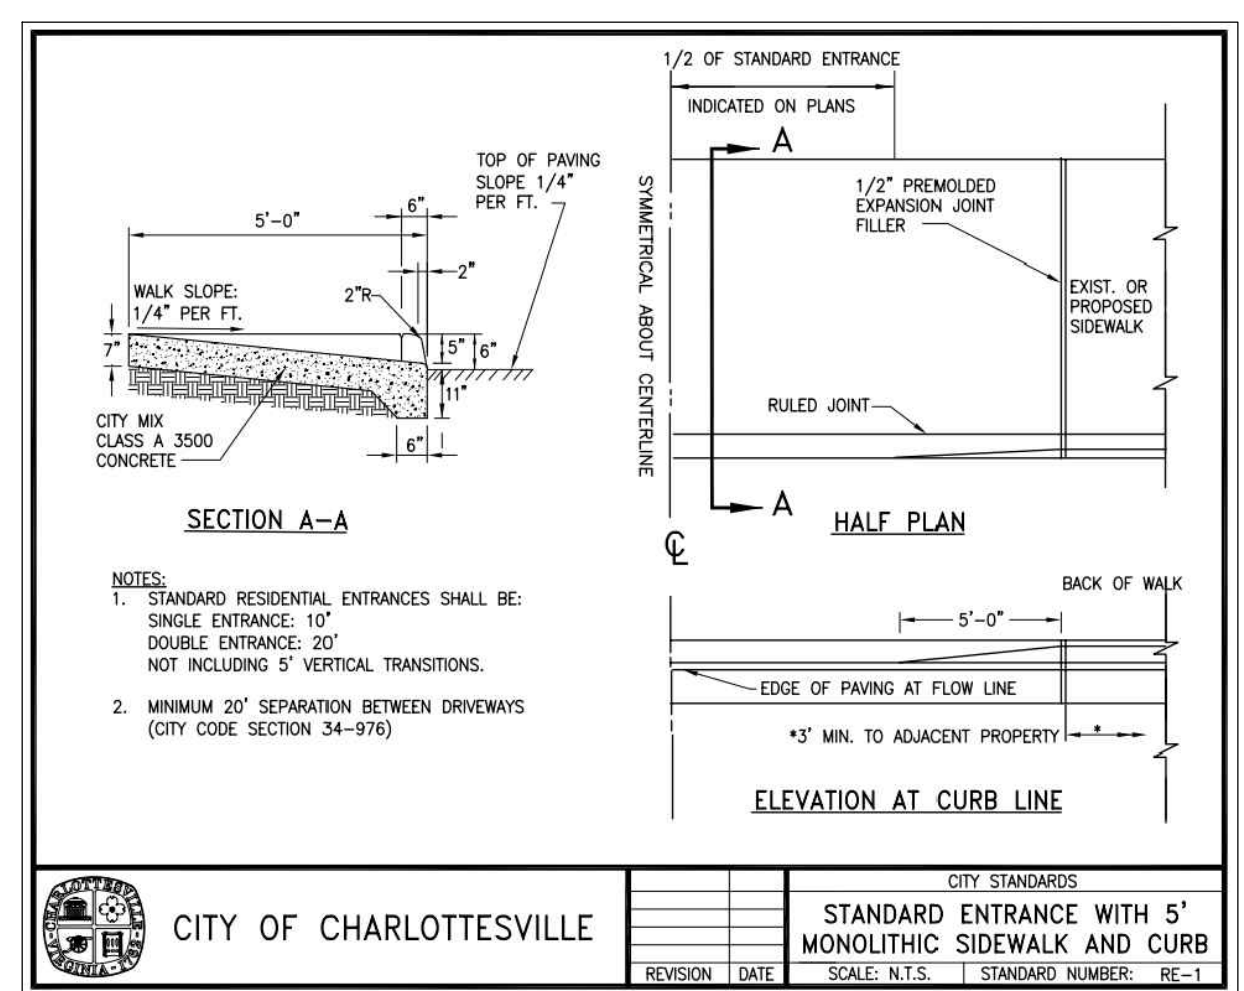 1/2 OF STANDARD ENTRANCE
INDICATED ON PLANS
A
TOP OF PAVING
SLOPE 1/4"
PER FT.
6"
5'-0"
2"
WALK SLOPE:
1/4" PER FT.
2"R
7"
5"
6"
11"
CITY MIX
CLASS A 3500
CONCRETE
6"
SECTION A-A
SYMMETRICAL ABOUT CENTERLINE
1/2" PREMOLDED
EXPANSION JOINT
FILLER
EXIST. OR
PROPOSED
SIDEWALK
RULED JOINT
A
HALF PLAN
CL
NOTES:
1. STANDARD RESIDENTIAL ENTRANCES SHALL BE:
SINGLE ENTRANCE: 10'
DOUBLE ENTRANCE: 20'
NOT INCLUDING 5' VERTICAL TRANSITIONS.
2. MINIMUM 20' SEPARATION BETWEEN DRIVEWAYS
(CITY CODE SECTION 34-976)
BACK OF WALK
5'-0"
EDGE OF PAVING AT FLOW LINE
*3' MIN. TO ADJACENT PROPERTY
*
ELEVATION AT CURB LINE
CHARLOTTESVILLE
VIRGINIA - 1762
CITY OF CHARLOTTESVILLE
REVISION DATE
CITY STANDARDS
STANDARD ENTRANCE WITH 5'
MONOLITHIC SIDEWALK AND CURB
SCALE: N.T.S. STANDARD NUMBER: RE-1